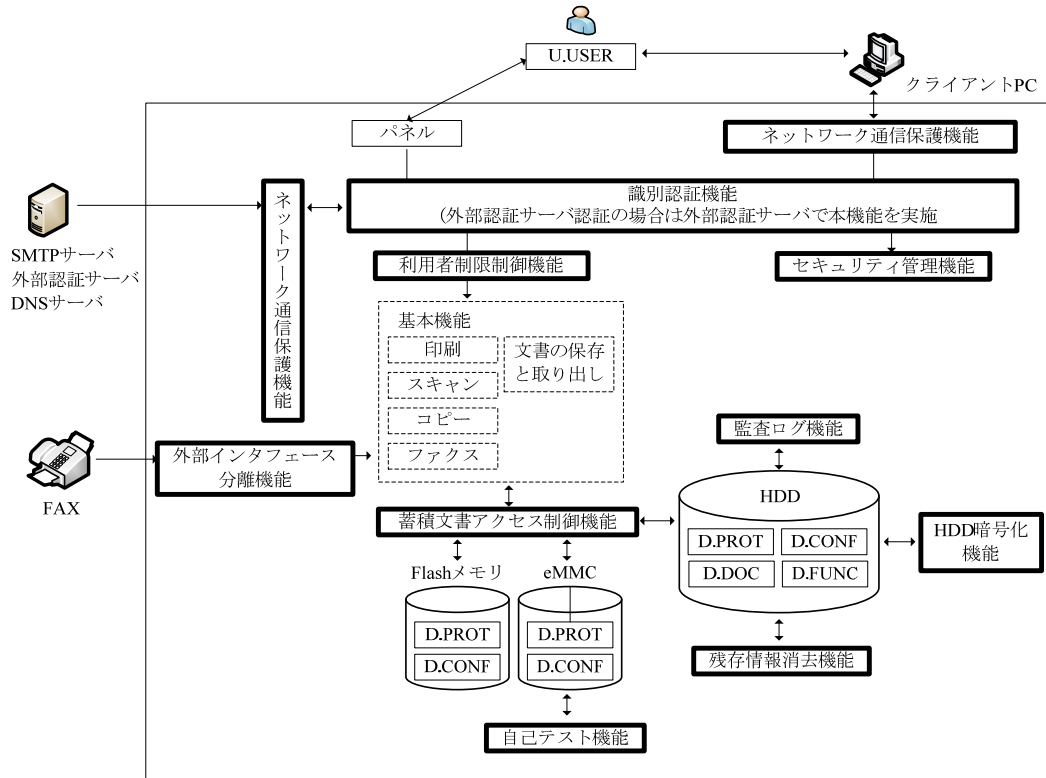 U.USER
クライアントPC
パネル
ネットワーク通信保護機能
識別認証機能
(外部認証サーバ認証の場合は外部認証サーバで本機能を実施
ネットワーク通信保護機能
SMTPサーバ
外部認証サーバ
DNSサーバ
利用者制限制御機能
セキュリティ管理機能
基本機能
印刷
スキャン
コピー
ファクス
文書の保存
と取り出し
FAX
外部インタフェース
分離機能
監査ログ機能
蓄積文書アクセス制御機能
HDD
D.PROT
D.CONF
D.DOC
D.FUNC
HDD暗号化
機能
Flashメモリ
D.PROT
D.CONF
eMMC
D.PROT
D.CONF
残存情報消去機能
自己テスト機能